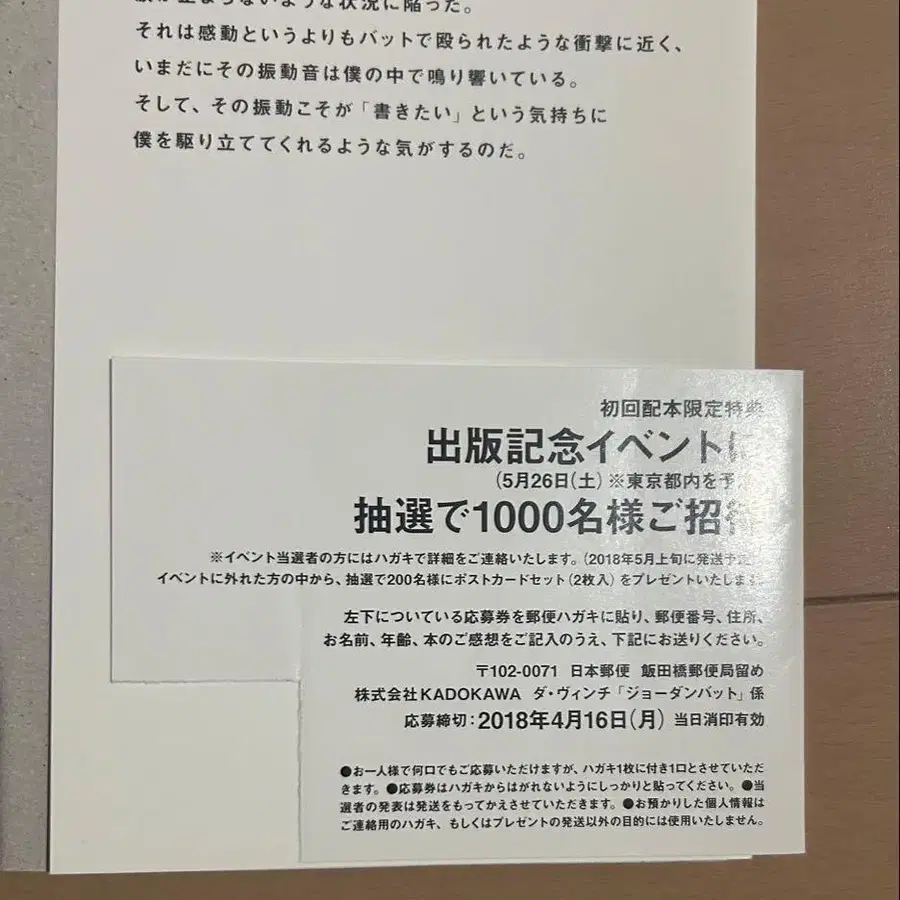 が止まらないような状況に陥った。
それは感動というよりもバットで殴られたような衝撃に近く、
いまだにその振動音は僕の中で鳴り響いている。
そして、その振動こそが「書きたい」という気持ちに
僕を駆り立ててくれるような気がするのだ。
初回配本限定特典
出版記念イベントに
(5月26日(土)※東京都内を予
抽選で1000名様ご招待
※イベント当選者の方にはハガキで詳細をご連絡いたします。(2018年5月上旬に発送予定)
イベントに外れた方の中から、抽選で200名様にポストカードセット(2枚入)をプレゼントいたします。
左下についている応募券を郵便ハガキに貼り、郵便番号、住所、
お名前、年齢、本のご感想をご記入のうえ、下記にお送りください。
〒102-0071 日本郵便 飯田橋郵便局留め
株式会社KADOKAWA ダ・ヴィンチ「ジョーダンバット」係
応募締切:2018年4月16日(月) 当日消印有効
●お一人様で何口でもご応募いただけますが、ハガキ1枚に付き1口とさせていただ
きます。●応募券はハガキからはがれないようにしっかりと貼ってください。●当
選者の発表は発送をもってかえさせていただきます。●お預かりした個人情報は
ご連絡用のハガキ、もしくはプレゼントの発送以外の目的には使用いたしません。